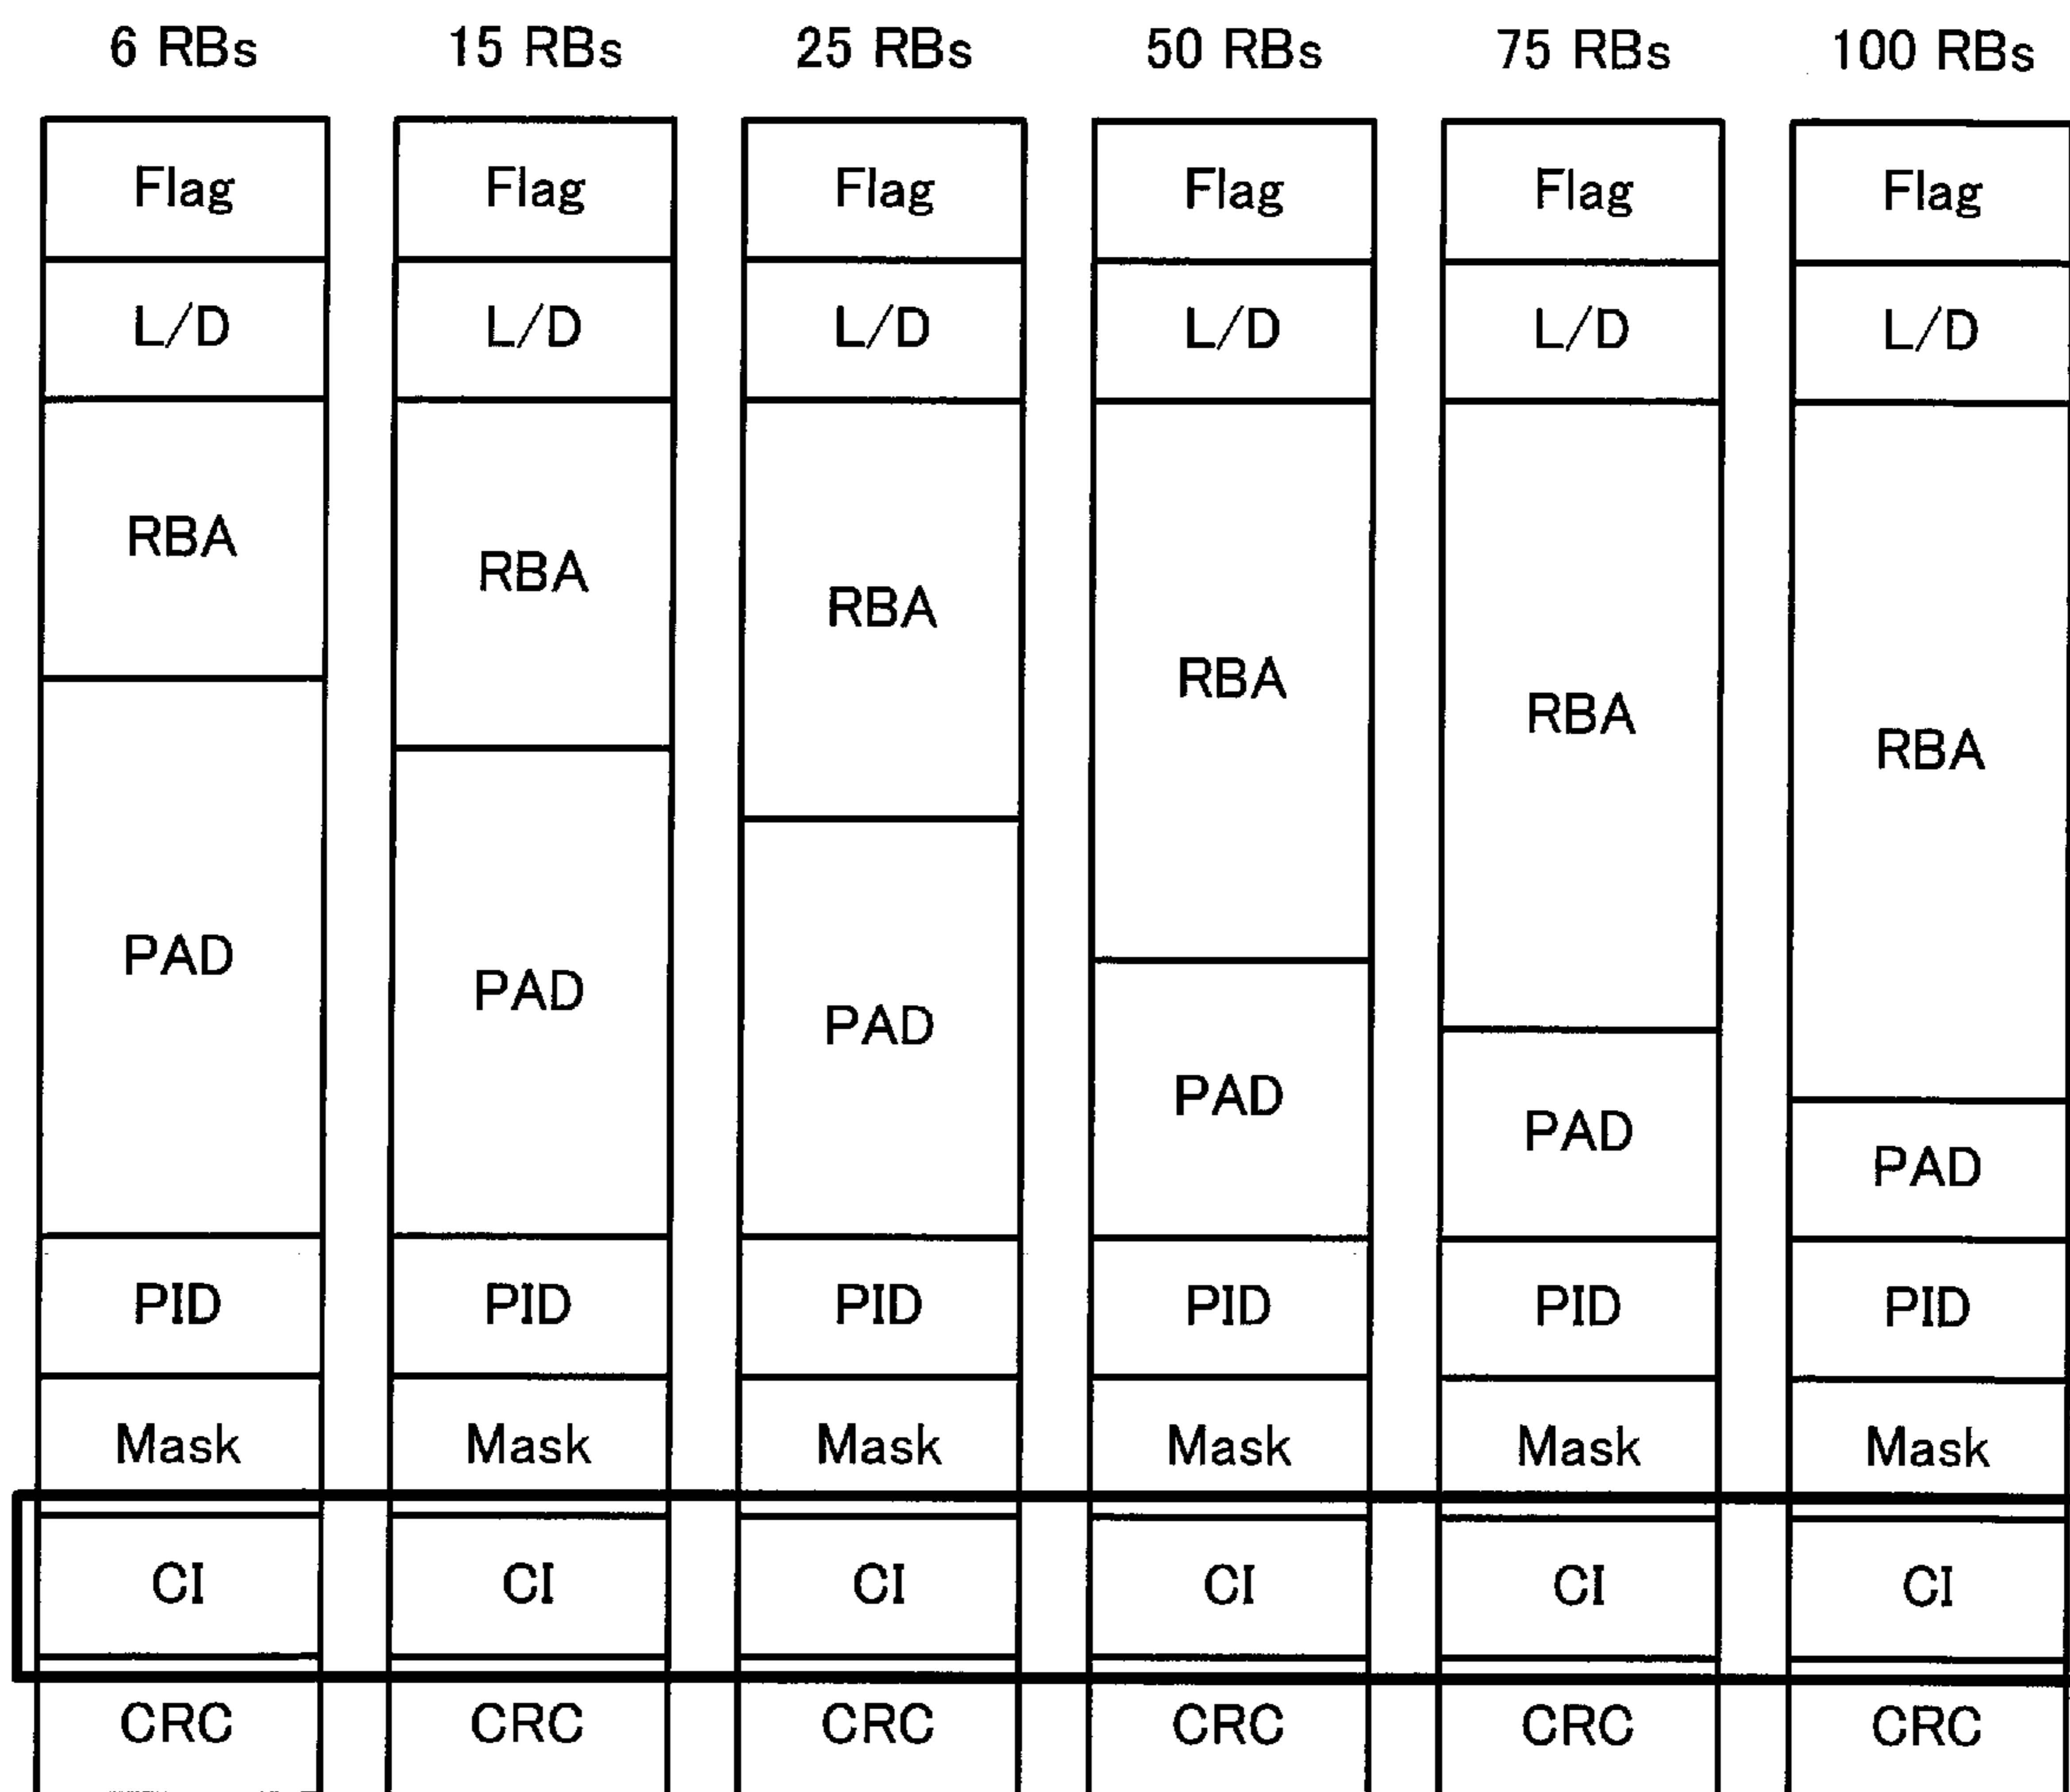 6 RBs 15 RBs 25 RBs 50 RBs 75 RBs 100 RBs
Flag Flag Flag Flag Flag Flag
L/D L/D L/D L/D L/D L/D
RBA RBA RBA RBA RBA RBA
PAD PAD PAD PAD PAD PAD
PID PID PID PID PID PID
Mask Mask Mask Mask Mask Mask
CI CI CI CI CI CI
CRC CRC CRC CRC CRC CRC